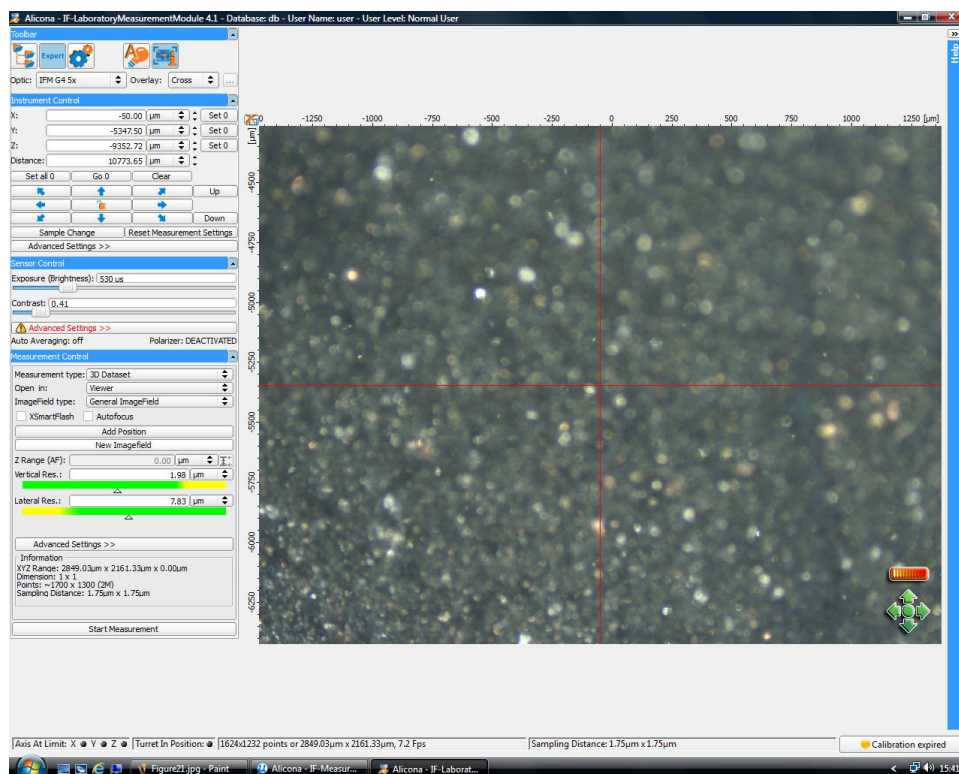 Alicona - IF-LaboratoryMeasurementModule 4.1 - Database: db - User Name: user - User Level: Normal User
Toolbar
Expert
Optic: IFM G4 5x Overlay: Cross ...
Instrument Control
X: -50.00 µm Set 0
Y: -5347.50 µm Set 0
Z: -9352.72 µm Set 0
Distance: 10773.65 µm
Set all 0 Go 0 Clear
Up
Down
Sample Change Reset Measurement Settings
Advanced Settings >>
Sensor Control
Exposure (Brightness): 530 us
Contrast: 0.41
Advanced Settings >>
Auto Averaging: off Polarizer: DEACTIVATED
Measurement Control
Measurement type: 3D Dataset
Open in: Viewer
ImageField type: General ImageField
XSmartFlash Autofocus
Add Position
New Imagefield
Z Range (AF): 0.00 µm
Vertical Res.: 1.98 µm
Lateral Res.: 7.83 µm
Advanced Settings >>
Information
XYZ Range: 2849.03µm x 2161.33µm x 0.00µm
Dimension: 1 x 1
Points: ~1700 x 1300 (2M)
Sampling Distance: 1.75µm x 1.75µm
Start Measurement
-1250 -1000 -750 -500 -250 0 250 500 750 1000 1250 [µm]
[µm]
-4500
-4750
-5000
-5250
-5500
-5750
-6000
-6250
Help
Axis At Limit: X Y Z Turret In Position: 1624x1232 points or 2849.03µm x 2161.33µm, 7.2 Fps Sampling Distance: 1.75µm x 1.75µm Calibration expired
Figure21.jpg - Paint Alicona - IF-Measur... Alicona - IF-Laborat... 15:41